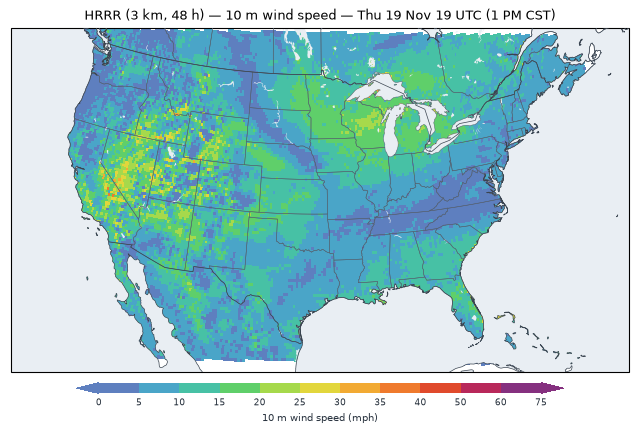 HRRR (3 km, 48 h) — 10 m wind speed — Thu 19 Nov 19 UTC (1 PM CST)
0 5 10 15 20 25 30 35 40 50 60 75
10 m wind speed (mph)